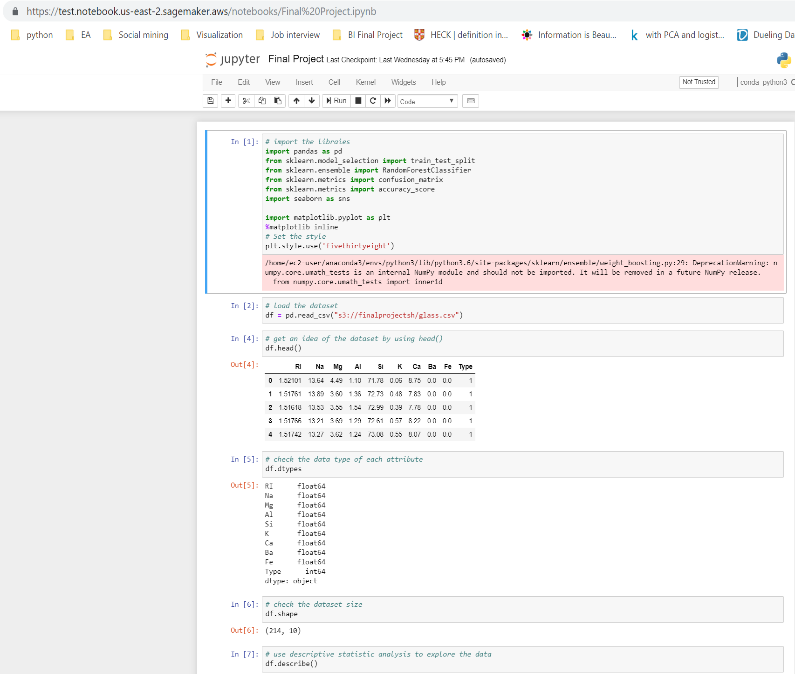 https://test.notebook.us-east-2.sagemaker.aws/notebooks/Final%20Project.ipynb
python EA Social mining Visualization Job interview BI Final Project HECK | definition in... Information is Beau... with PCA and logist... Dueling Da
jupyter Final Project Last Checkpoint: Last Wednesday at 5:45 PM (autosaved)
File Edit View Insert Cell Kernel Widgets Help Not Trusted conda_python3
Run Code
In [1]: # import the libraies
import pandas as pd
from sklearn.model_selection import train_test_split
from sklearn.ensemble import RandomForestClassifier
from sklearn.metrics import confusion_matrix
from sklearn.metrics import accuracy_score
import seaborn as sns
import matplotlib.pyplot as plt
%matplotlib inline
# Set the style
plt.style.use('fivethirtyeight')
/home/ec2-user/anaconda3/envs/python3/lib/python3.6/site-packages/sklearn/ensemble/weight_boosting.py:29: DeprecationWarning: n
umpy.core.umath_tests is an internal NumPy module and should not be imported. It will be removed in a future NumPy release.
from numpy.core.umath_tests import inner1d
In [2]: # Load the dataset
df = pd.read_csv("s3://finalprojectsh/glass.csv")
In [4]: # get an idea of the dataset by using head()
df.head()
Out[4]:
RI Na Mg Al Si K Ca Ba Fe Type
0 1.52101 13.64 4.49 1.10 71.78 0.06 8.75 0.0 0.0 1
1 1.51761 13.89 3.60 1.36 72.73 0.48 7.83 0.0 0.0 1
2 1.51618 13.53 3.55 1.54 72.99 0.39 7.78 0.0 0.0 1
3 1.51766 13.21 3.69 1.29 72.61 0.57 8.22 0.0 0.0 1
4 1.51742 13.27 3.62 1.24 73.08 0.55 8.07 0.0 0.0 1
In [5]: # check the data type of each attribute
df.dtypes
Out[5]: RI float64
Na float64
Mg float64
Al float64
Si float64
K float64
Ca float64
Ba float64
Fe float64
Type int64
dtype: object
In [6]: # check the dataset size
df.shape
Out[6]: (214, 10)
In [7]: # use descriptive statistic analysis to explore the data
df.describe()